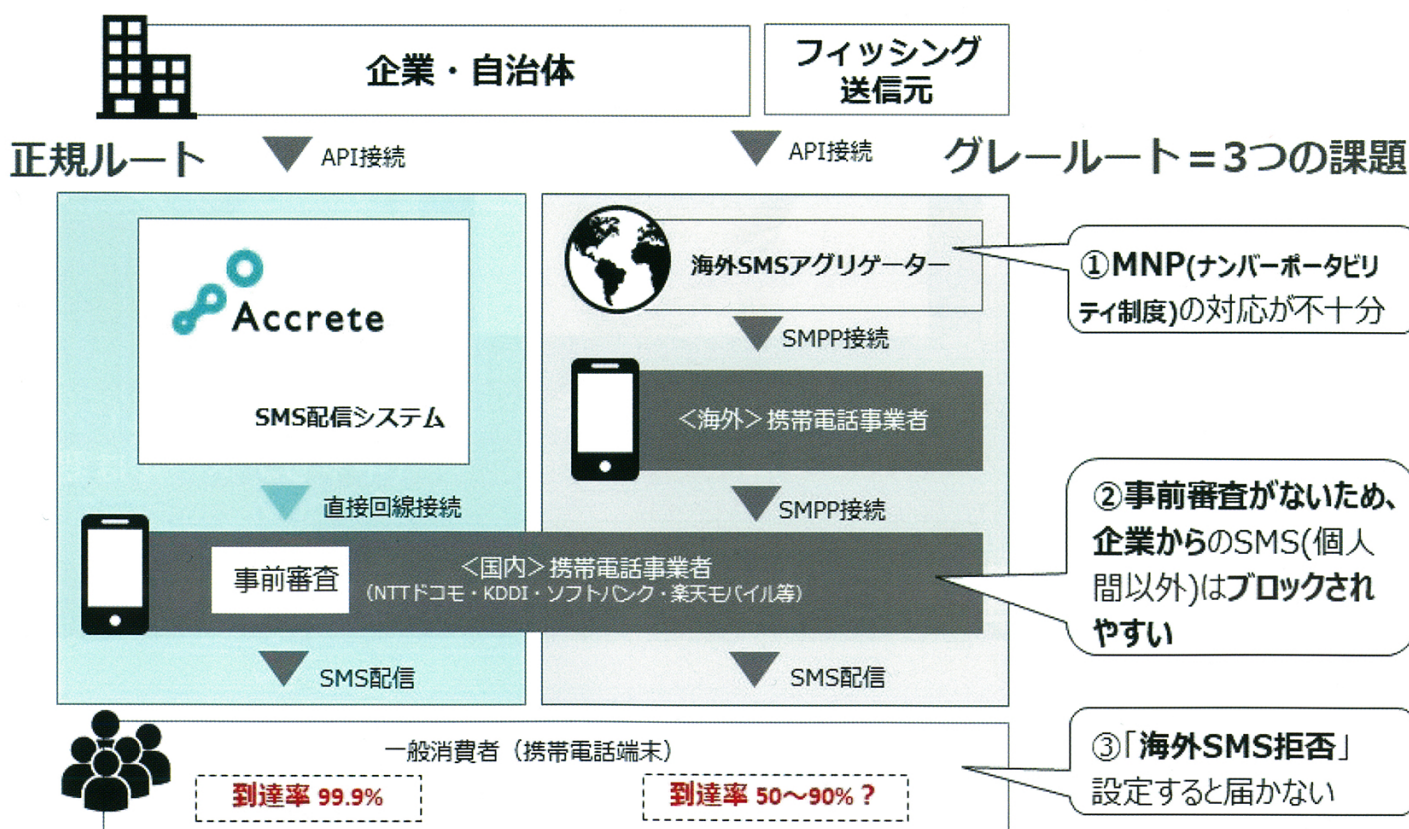 企業・自治体
フィッシング
送信元
正規ルート
API接続
API接続
グレールート=3つの課題
Accrete
SMS配信システム
海外SMSアグリゲーター
①MNP(ナンバーポータビリ
ティ制度)の対応が不十分
SMPP接続
<海外>携帯電話事業者
直接回線接続
SMPP接続
事前審査
<国内>携帯電話事業者
(NTTドコモ・KDDI・ソフトバンク・楽天モバイル等)
②事前審査がないため、
企業からのSMS(個人
間以外)はブロックされ
やすい
SMS配信
SMS配信
一般消費者(携帯電話端末)
到達率 99.9%
到達率 50～90%?
③「海外SMS拒否」
設定すると届かない